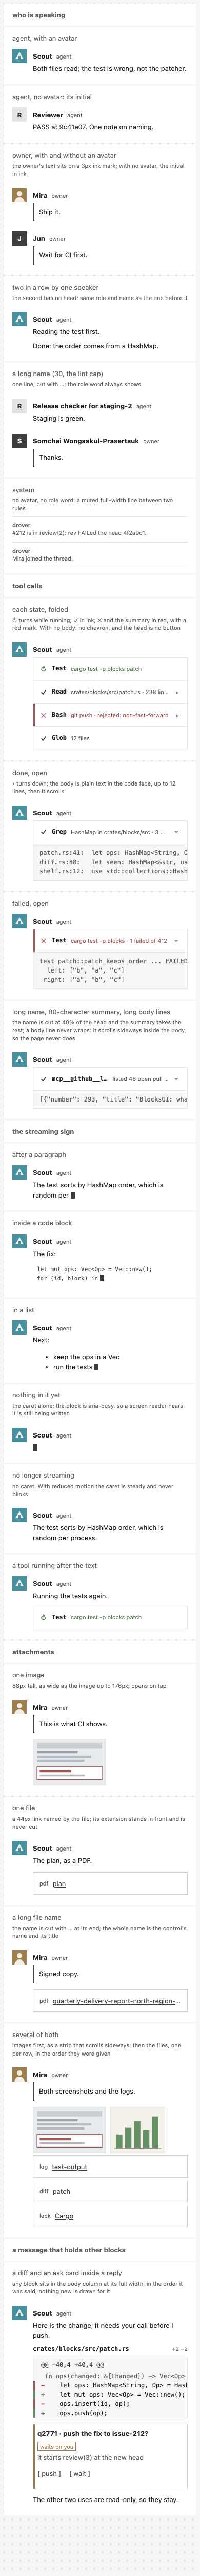 who is speaking
agent, with an avatar
Scout agent
Both files read; the test is wrong, not the patcher.
agent, no avatar: its initial
R Reviewer agent
PASS at 9c41e07. One note on naming.
owner, with and without an avatar
the owner's text sits on a 3px ink mark; with no avatar, the initial
in ink
Mira owner
Ship it.
J Jun owner
Wait for CI first.
two in a row by one speaker
the second has no head: same role and name as the one before it
Scout agent
Reading the test first.
Done: the order comes from a HashMap.
a long name (30, the lint cap)
one line, cut with …; the role word always shows
R Release checker for staging-2 agent
Staging is green.
S Somchai Wongsakul-Prasertsuk owner
Thanks.
system
no avatar, no role word: a muted full-width line between two
rules
drover
#212 is in review(2): rev FAILed the head 4f2a9c1.
drover
Mira joined the thread.
tool calls
each state, folded
↻ turns while running; ✓ in ink; ✕ and the summary in red, with a
red mark. With no body: no chevron, and the head is no button
Scout agent
↻ Test cargo test -p blocks patch
✓ Read crates/blocks/src/patch.rs · 238 lin… ›
✕ Bash git push · rejected: non-fast-forward ›
✓ Glob 12 files
done, open
› turns down; the body is plain text in the code face, up to 12
lines, then it scrolls
Scout agent
✓ Grep HashMap in crates/blocks/src · 3 …
patch.rs:41: let ops: HashMap<String, O
diff.rs:88: let seen: HashMap<&str, us
shelf.rs:12: use std::collections::Hash
failed, open
Scout agent
✕ Test cargo test -p blocks · 1 failed of 412
test patch::patch_keeps_order ... FAILED
left: ["b", "a", "c"]
right: ["a", "b", "c"]
long name, 80-character summary, long body lines
the name is cut at 40% of the head and the summary takes the
rest; a body line never wraps: it scrolls sideways inside the body,
so the page never does
Scout agent
✓ mcp__github__l… listed 48 open pull …
[{"number": 293, "title": "BlocksUI: wha
the streaming sign
after a paragraph
Scout agent
The test sorts by HashMap order, which is
random per
inside a code block
Scout agent
The fix:
let mut ops: Vec<Op> = Vec::new();
for (id, block) in
in a list
Scout agent
Next:
• keep the ops in a Vec
• run the tests
nothing in it yet
the caret alone; the block is aria-busy, so a screen reader hears
it is still being written
Scout agent
no longer streaming
no caret. With reduced motion the caret is steady and never
blinks
Scout agent
The test sorts by HashMap order, which is
random per process.
a tool running after the text
Scout agent
Running the tests again.
↻ Test cargo test -p blocks patch
attachments
one image
88px tall, as wide as the image up to 176px; opens on tap
Mira owner
This is what CI shows.
one file
a 44px link named by the file; its extension stands in front and is
never cut
Scout agent
The plan, as a PDF.
pdf plan
a long file name
the name is cut with … at its end; the whole name is the control's
name and its title
Mira owner
Signed copy.
pdf quarterly-delivery-report-north-region-…
several of both
images first, as a strip that scrolls sideways; then the files, one
per row, in the order they were given
Mira owner
Both screenshots and the logs.
log test-output
diff patch
lock Cargo
a message that holds other blocks
a diff and an ask card inside a reply
any block sits in the body column at its full width, in the order it
was said; nothing new is drawn for it
Scout agent
Here is the change; it needs your call before I
push.
crates/blocks/src/patch.rs +2 −2
@@ -40,4 +40,4 @@
fn ops(changed: &[Changed]) -> Vec<Op>
− let ops: HashMap<String, Op> = Hash
+ let mut ops: Vec<Op> = Vec::new();
− ops.insert(id, op);
+ ops.push(op);
q2771 · push the fix to issue-212?
waits on you
it starts review(3) at the new head
[ push ] [ wait ]
The other two uses are read-only, so they stay.